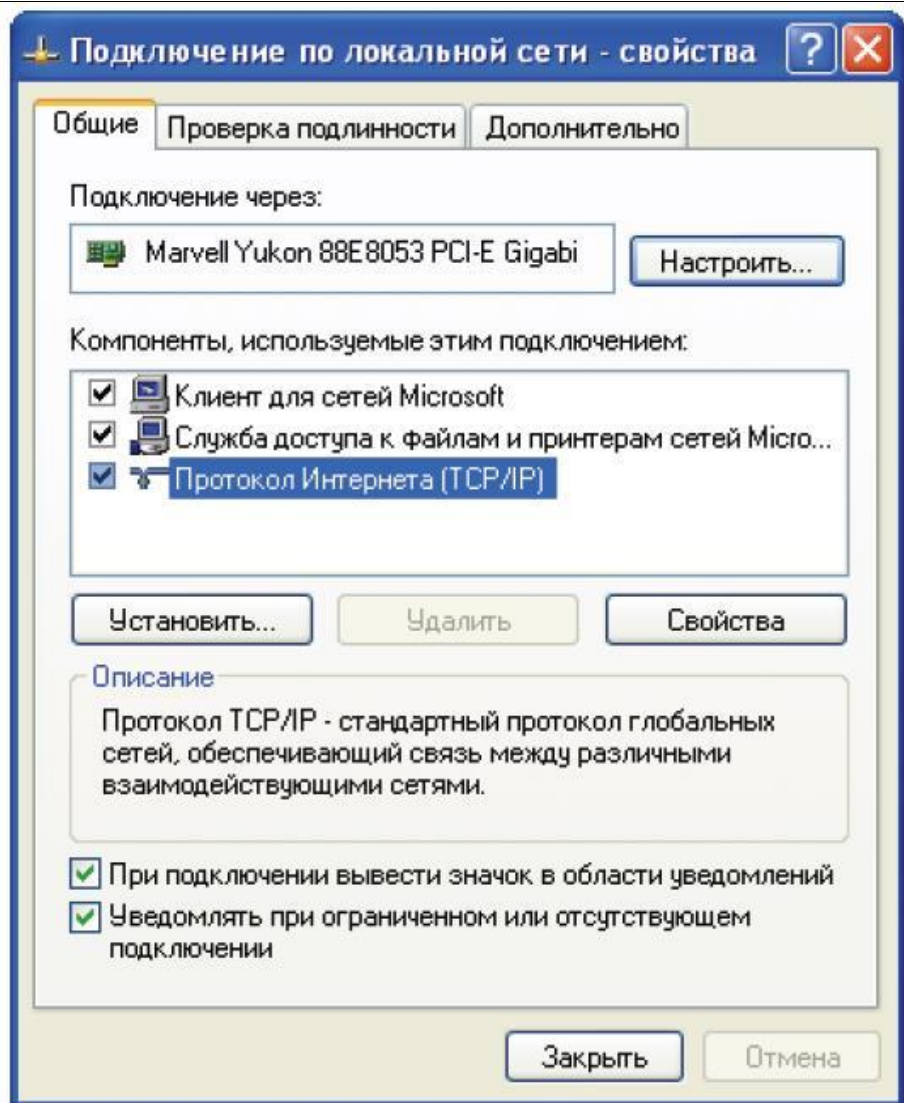 Подключение по локальной сети - свойства
Общие
Проверка подлинности
Дополнительно
Подключение через:
Marvell Yukon 88E8053 PCI-E Gigabi
Настроить...
Компоненты, используемые этим подключением:
Клиент для сетей Microsoft
Служба доступа к файлам и принтерам сетей Micro...
Протокол Интернета (TCP/IP)
Установить...
Удалить
Свойства
Описание
Протокол TCP/IP - стандартный протокол глобальных
сетей, обеспечивающий связь между различными
взаимодействующими сетями.
При подключении вывести значок в области уведомлений
Уведомлять при ограниченном или отсутствующем
подключении
Закрыть
Отмена